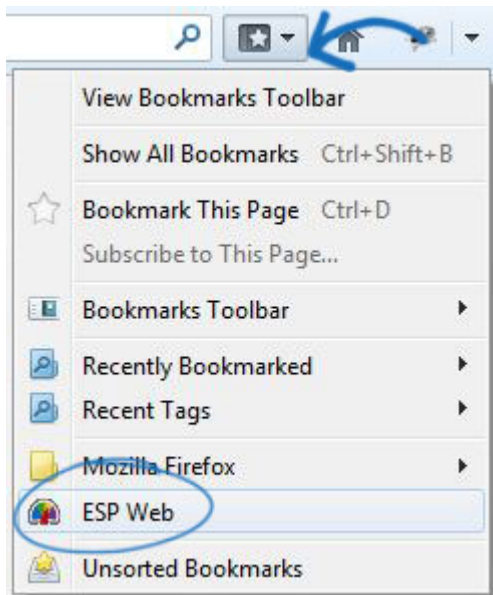 View Bookmarks Toolbar
Show All Bookmarks Ctrl+Shift+B
Bookmark This Page Ctrl+D
Subscribe to This Page...
Bookmarks Toolbar
Recently Bookmarked
Recent Tags
Mozilla Firefox
ESP Web
Unsorted Bookmarks